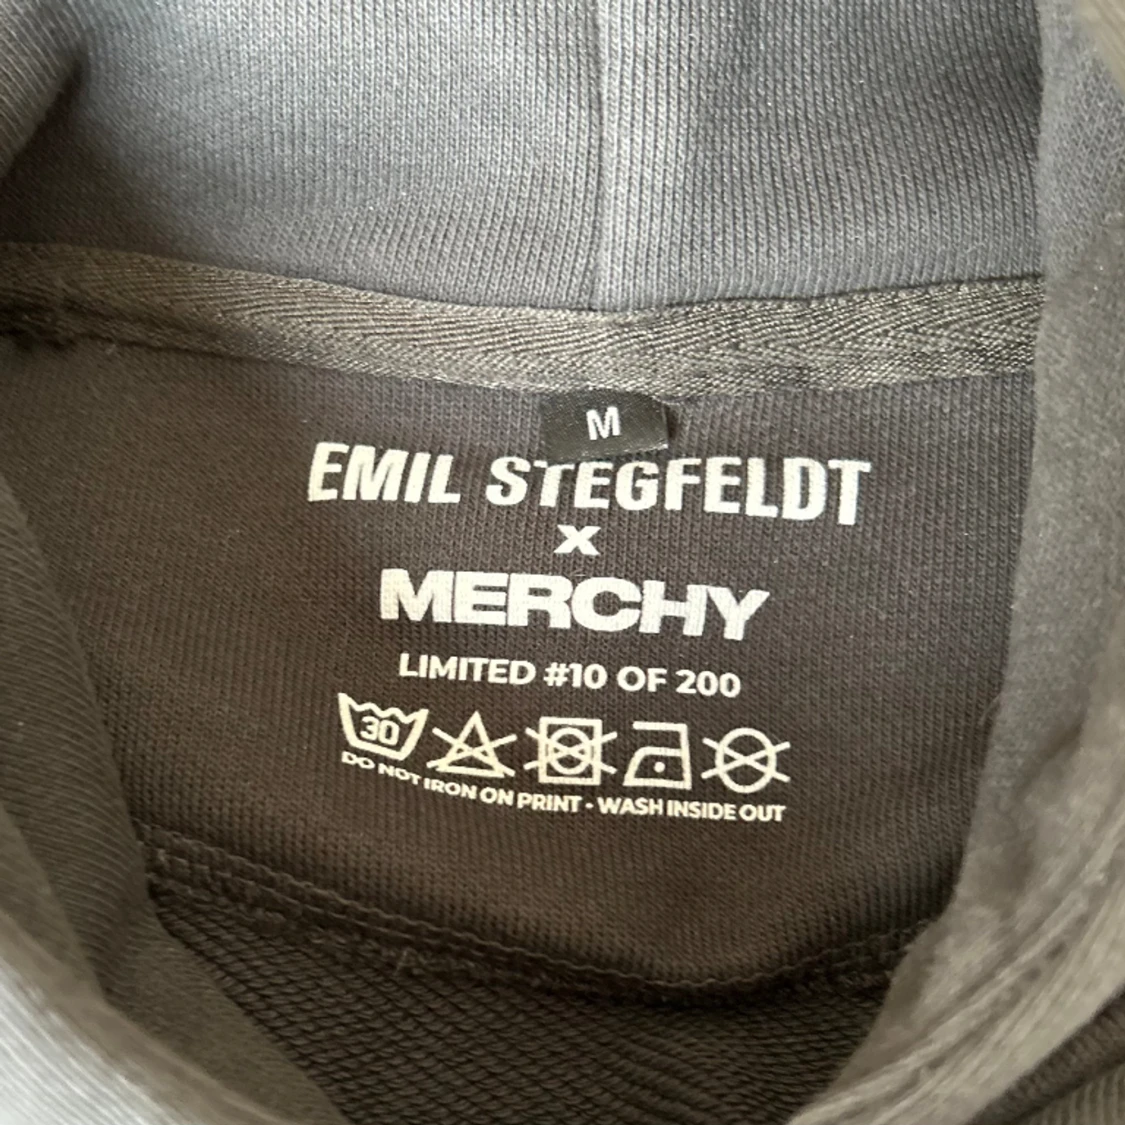 M
EMIL STEGFELDT
X
MERCHY
LIMITED #10 OF 200
30
DO NOT IRON ON PRINT • WASH INSIDE OUT